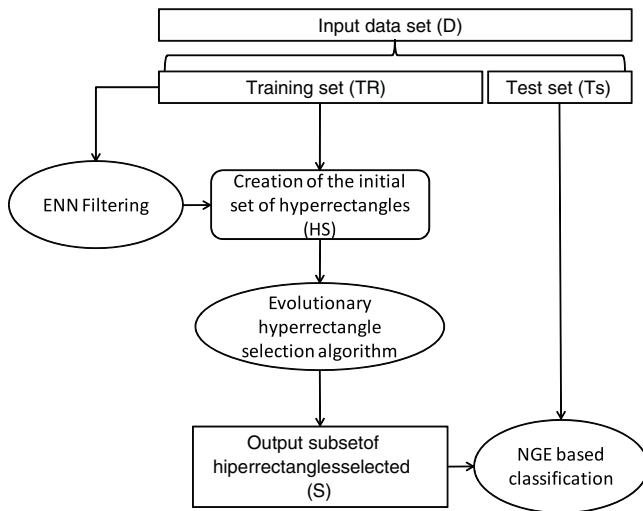 Input data set (D)
Training set (TR)
Test set (Ts)
ENN Filtering
Creation of the initial
set of hyperrectangles
(HS)
Evolutionary
hyperrectangle
selection algorithm
Output subsetof
hiperrectanglesselected
(S)
NGE based
classification